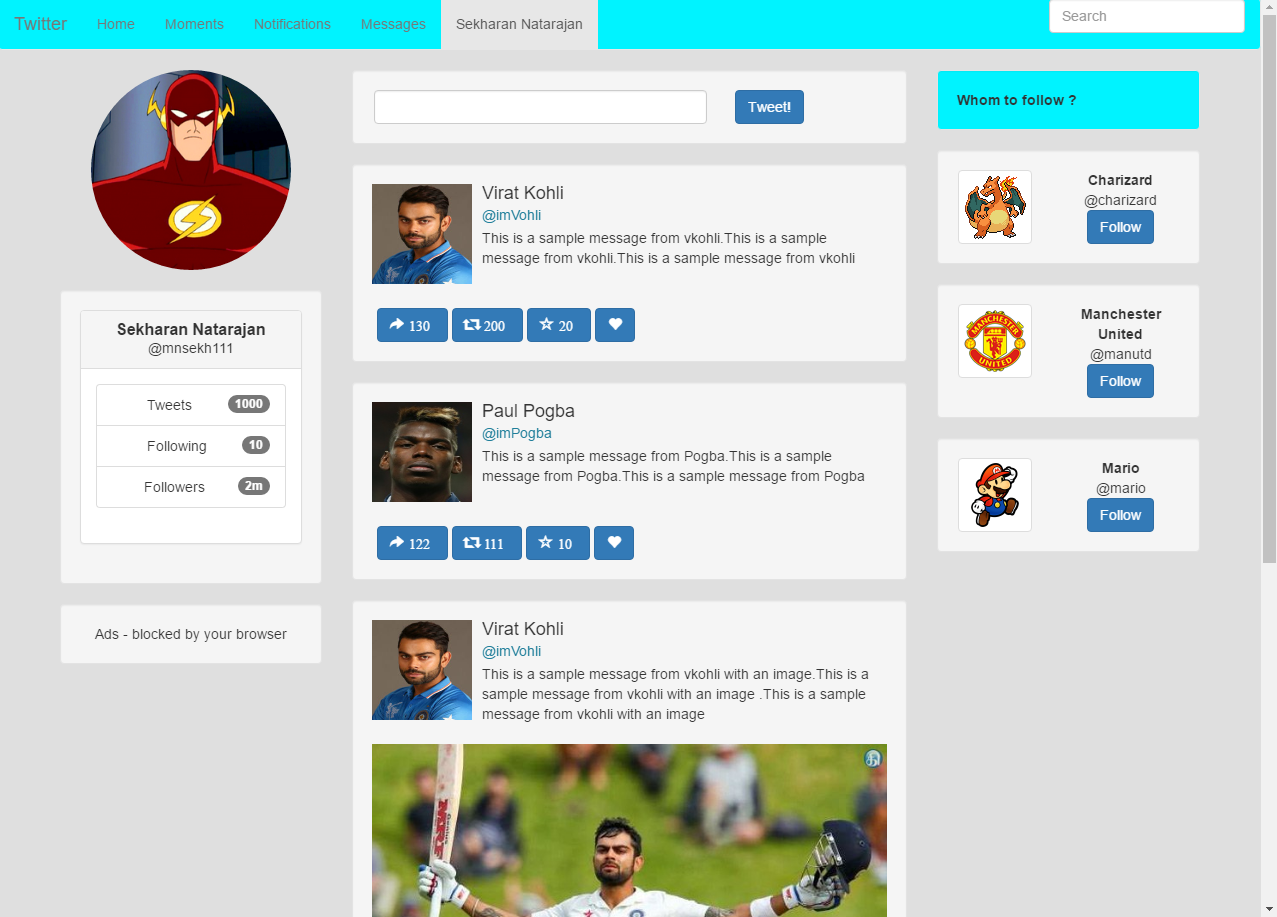 Twitter Home Moments Notifications Messages Sekharan Natarajan Search
Sekharan Natarajan
@mnsekh111
Tweets 1000
Following 10
Followers 2m
Ads - blocked by your browser
Tweet!
Virat Kohli
@imVohli
This is a sample message from vkohli.This is a sample
message from vkohli.This is a sample message from vkohli
130 200 20
Paul Pogba
@imPogba
This is a sample message from Pogba.This is a sample
message from Pogba.This is a sample message from Pogba
122 111 10
Virat Kohli
@imVohli
This is a sample message from vkohli with an image.This is a
sample message from vkohli with an image .This is a sample
message from vkohli with an image
MRF
Whom to follow ?
Charizard
@charizard
Follow
MANCHESTER
UNITED
Manchester
United
@manutd
Follow
Mario
@mario
Follow